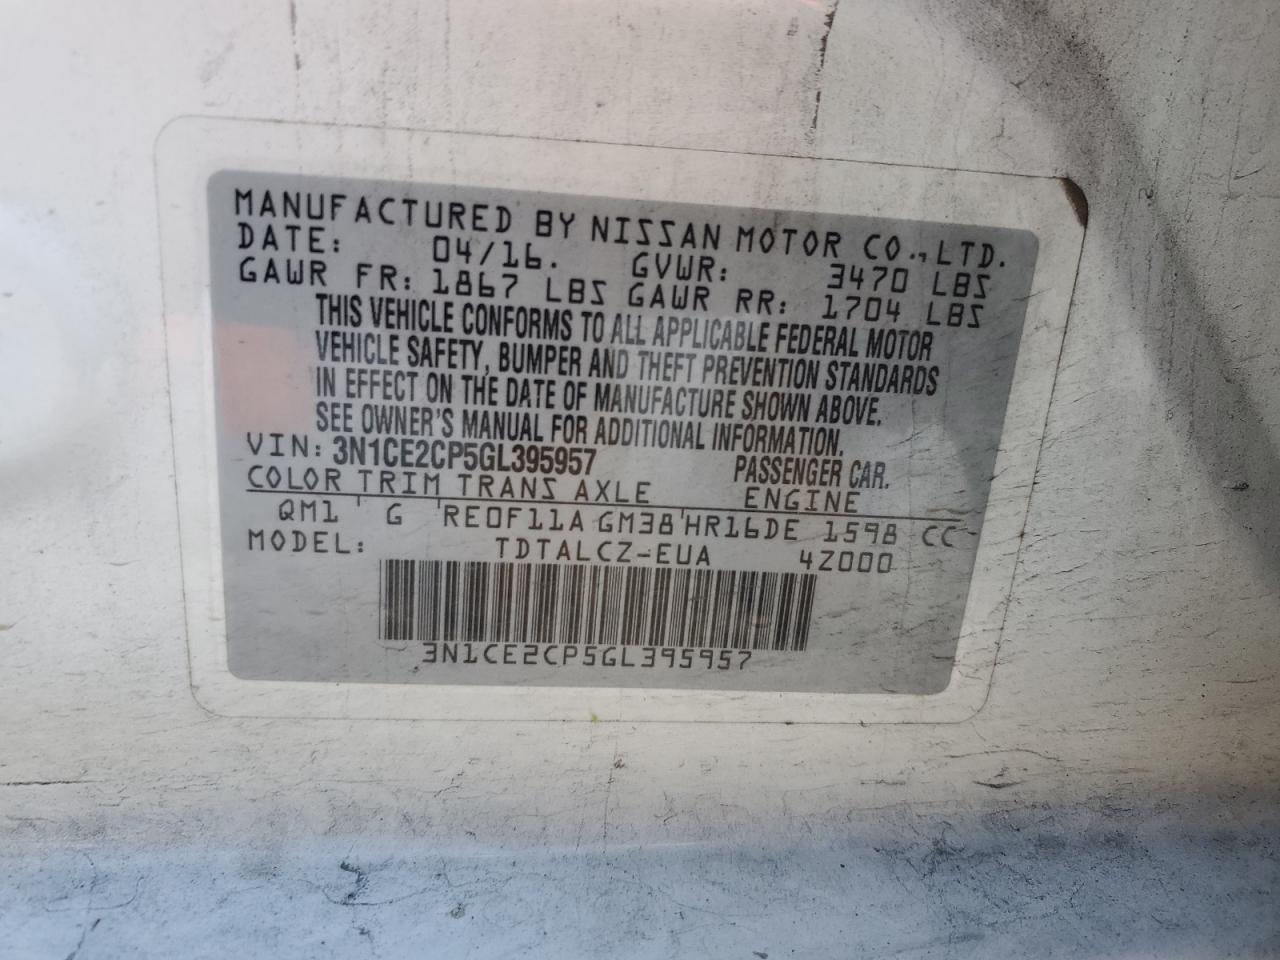 MANUFACTURED BY NISSAN MOTOR CO., LTD.
DATE: 04/16. GVWR: 3470 LBS
GAWR FR: 1867 LBS GAWR RR: 1704 LBS
THIS VEHICLE CONFORMS TO ALL APPLICABLE FEDERAL MOTOR
VEHICLE SAFETY, BUMPER AND THEFT PREVENTION STANDARDS
IN EFFECT ON THE DATE OF MANUFACTURE SHOWN ABOVE.
SEE OWNER'S MANUAL FOR ADDITIONAL INFORMATION.
VIN: 3N1CE2CP5GL395957 PASSENGER CAR.
COLOR TRIM TRANS AXLE ENGINE
QM1 G RE0F11A GM38 HR16DE 1598 CC
MODEL: TDTALCZ-EUA 4Z000
3N1CE2CP5GL395957